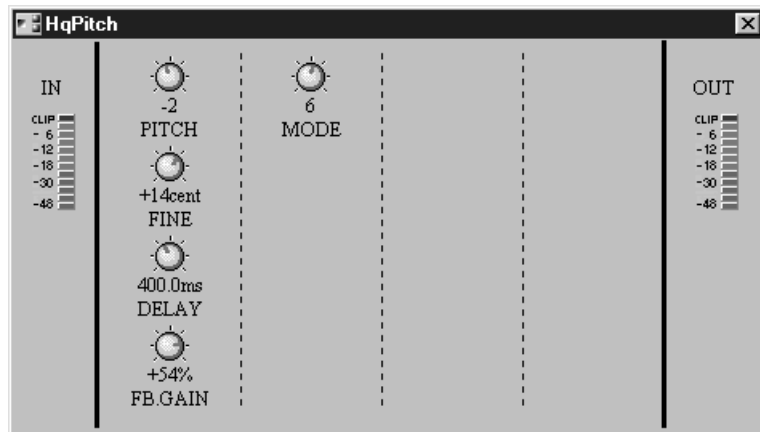 HqPitch
IN
CLIP
- 6
-12
-18
-30
-48
-2
PITCH
+14cent
FINE
400.0ms
DELAY
+54%
FB.GAIN
6
MODE
OUT
CLIP
- 6
-12
-18
-30
-48